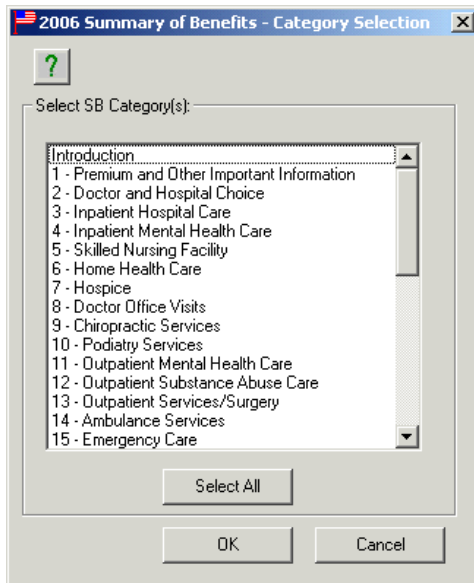 2006 Summary of Benefits - Category Selection
?
Select SB Category(s):
Introduction
1 - Premium and Other Important Information
2 - Doctor and Hospital Choice
3 - Inpatient Hospital Care
4 - Inpatient Mental Health Care
5 - Skilled Nursing Facility
6 - Home Health Care
7 - Hospice
8 - Doctor Office Visits
9 - Chiropractic Services
10 - Podiatry Services
11 - Outpatient Mental Health Care
12 - Outpatient Substance Abuse Care
13 - Outpatient Services/Surgery
14 - Ambulance Services
15 - Emergency Care
Select All
OK Cancel